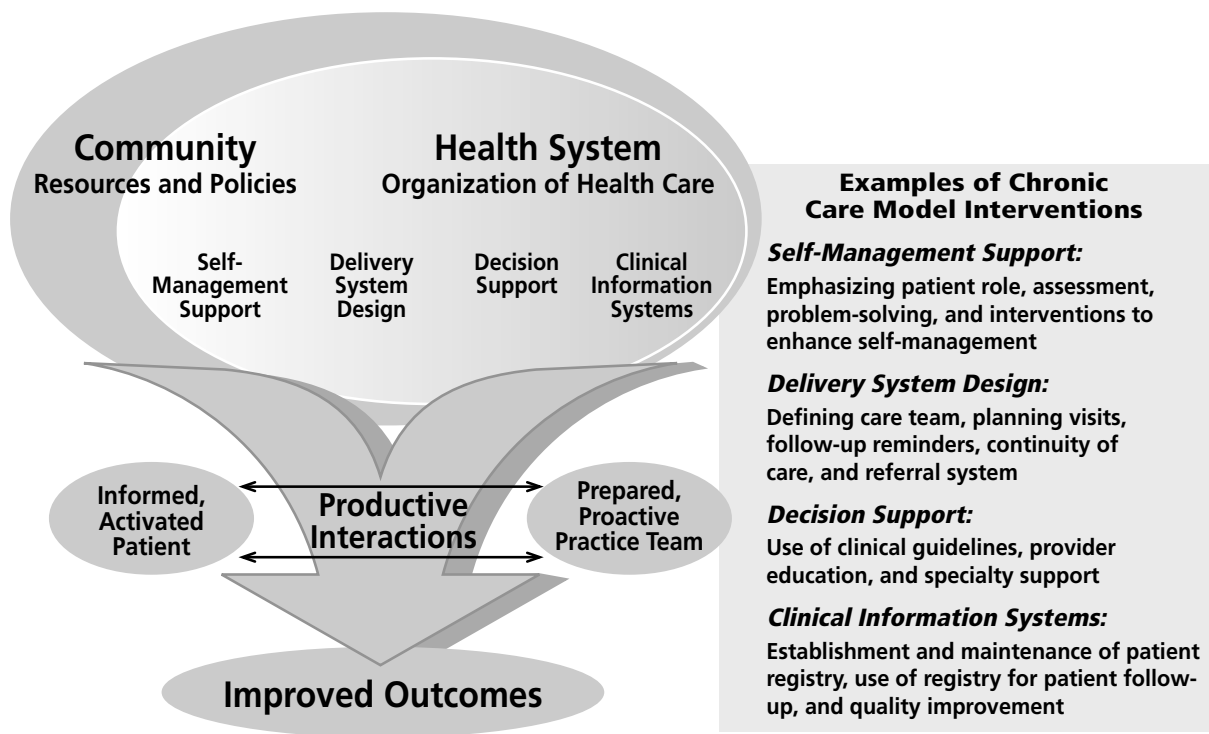 Community
Resources and Policies
Health System
Organization of Health Care
Self-
Management
Support
Delivery
System
Design
Decision
Support
Clinical
Information
Systems
Informed,
Activated
Patient
Productive
Interactions
Prepared,
Proactive
Practice Team
Improved Outcomes
Examples of Chronic
Care Model Interventions
Self-Management Support:
Emphasizing patient role, assessment,
problem-solving, and interventions to
enhance self-management
Delivery System Design:
Defining care team, planning visits,
follow-up reminders, continuity of
care, and referral system
Decision Support:
Use of clinical guidelines, provider
education, and specialty support
Clinical Information Systems:
Establishment and maintenance of patient
registry, use of registry for patient follow-
up, and quality improvement